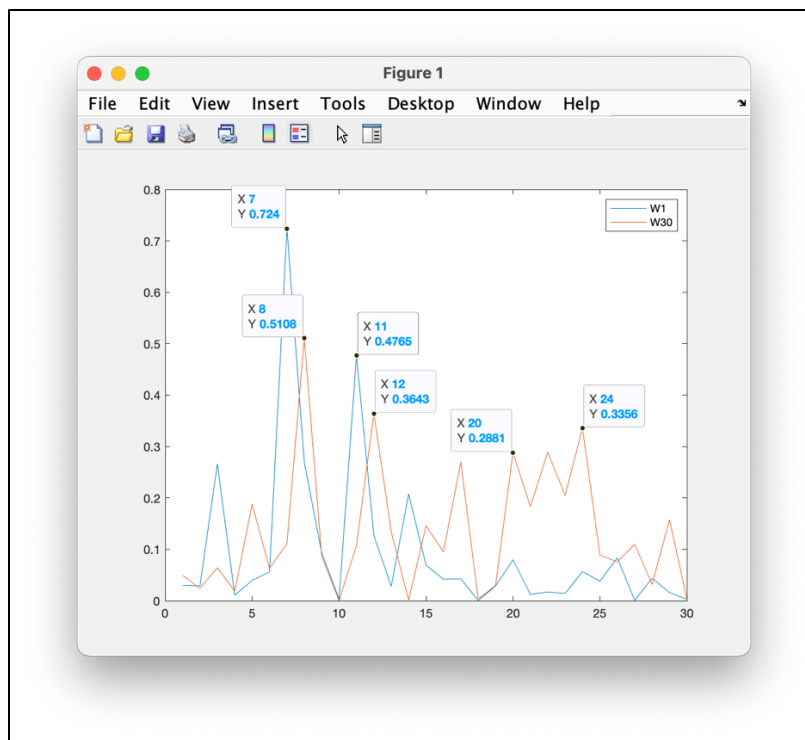 Figure 1
File Edit View Insert Tools Desktop Window Help
0.8
0.7
0.6
0.5
0.4
0.3
0.2
0.1
0
0 5 10 15 20 25 30
X 7
Y 0.724
X 8
Y 0.5108
X 11
Y 0.4765
X 12
Y 0.3643
X 20
Y 0.2881
X 24
Y 0.3356
W1
W30